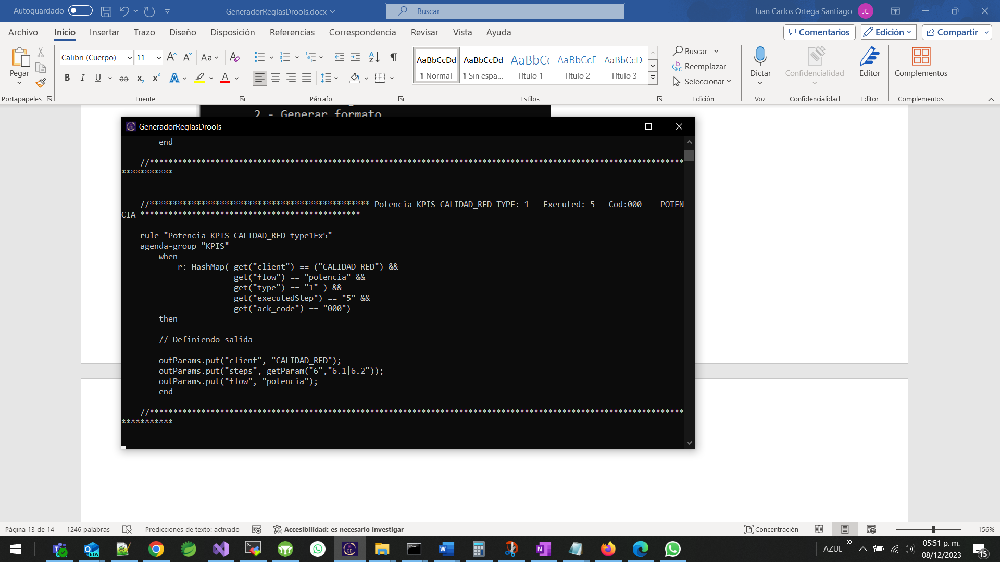 Autoguardado
GeneradorReglasDrools.docx
Buscar
Juan Carlos Ortega Santiago
JC
Archivo
Inicio
Insertar
Trazo
Diseño
Disposición
Referencias
Correspondencia
Revisar
Vista
Ayuda
Comentarios
Edición
Compartir
Pegar
Portapapeles
Calibri (Cuerpo)
11
Fuente
Párrafo
AaBbCcDd
¶ Normal
AaBbCcDd
¶ Sin espa...
AaBbCc
Título 1
AaBbCcD
Título 2
AaBbCcDd
Título 3
Estilos
Buscar
Reemplazar
Seleccionar
Edición
Dictar
Voz
Confidencialidad
Confidencialidad
Editor
Editor
Complementos
Complementos
2 - Generar formato
GeneradorReglasDrools
end
//******************************************************************************************************************
***********
//*********************************************** Potencia-KPIS-CALIDAD_RED-TYPE: 1 - Executed: 5 - Cod:000  - POTEN
CIA ***********************************************
rule "Potencia-KPIS-CALIDAD_RED-type1Ex5"
agenda-group "KPIS"
when
r: HashMap( get("client") == ("CALIDAD_RED") &&
get("flow") == "potencia" &&
get("type") == "1" ) &&
get("executedStep") == "5" &&
get("ack_code") == "000")
then
// Definiendo salida
outParams.put("client", "CALIDAD_RED");
outParams.put("steps", getParam("6","6.1|6.2"));
outParams.put("flow", "potencia");
end
//******************************************************************************************************************
***********
Página 13 de 14
1246 palabras
Predicciones de texto: activado
Accesibilidad: es necesario investigar
Concentración
156%
AZUL
05:51 p. m.
08/12/2023
15